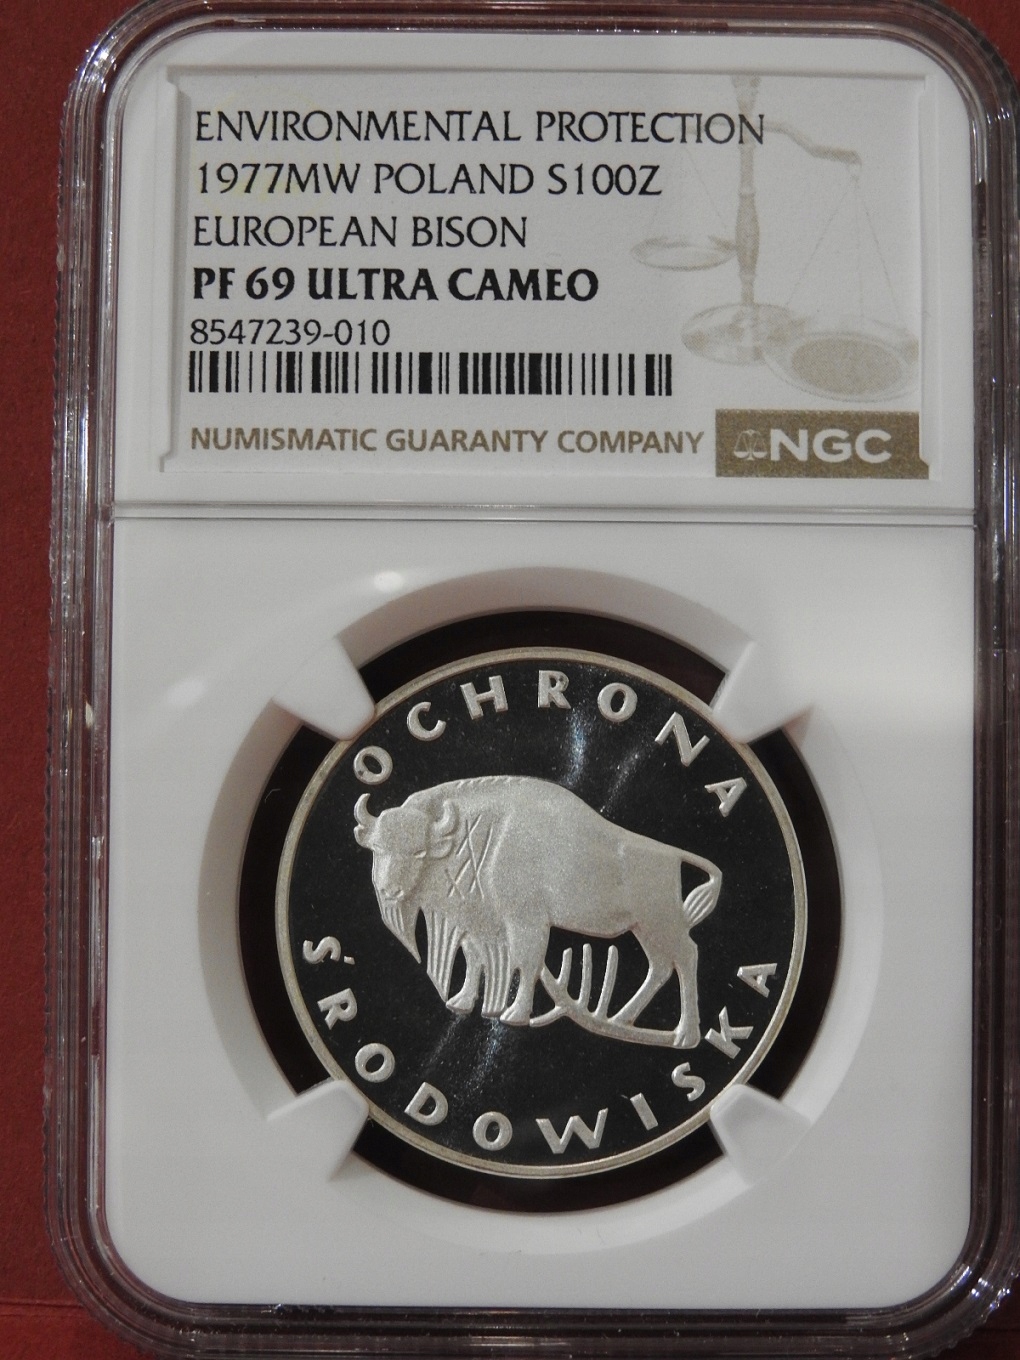 ENVIRONMENTAL PROTECTION
1977MW POLAND S100Z
EUROPEAN BISON
PF 69 ULTRA CAMEO
8547239-010
NUMISMATIC GUARANTY COMPANY NGC
OCHRONA
ŚRODOWISKA